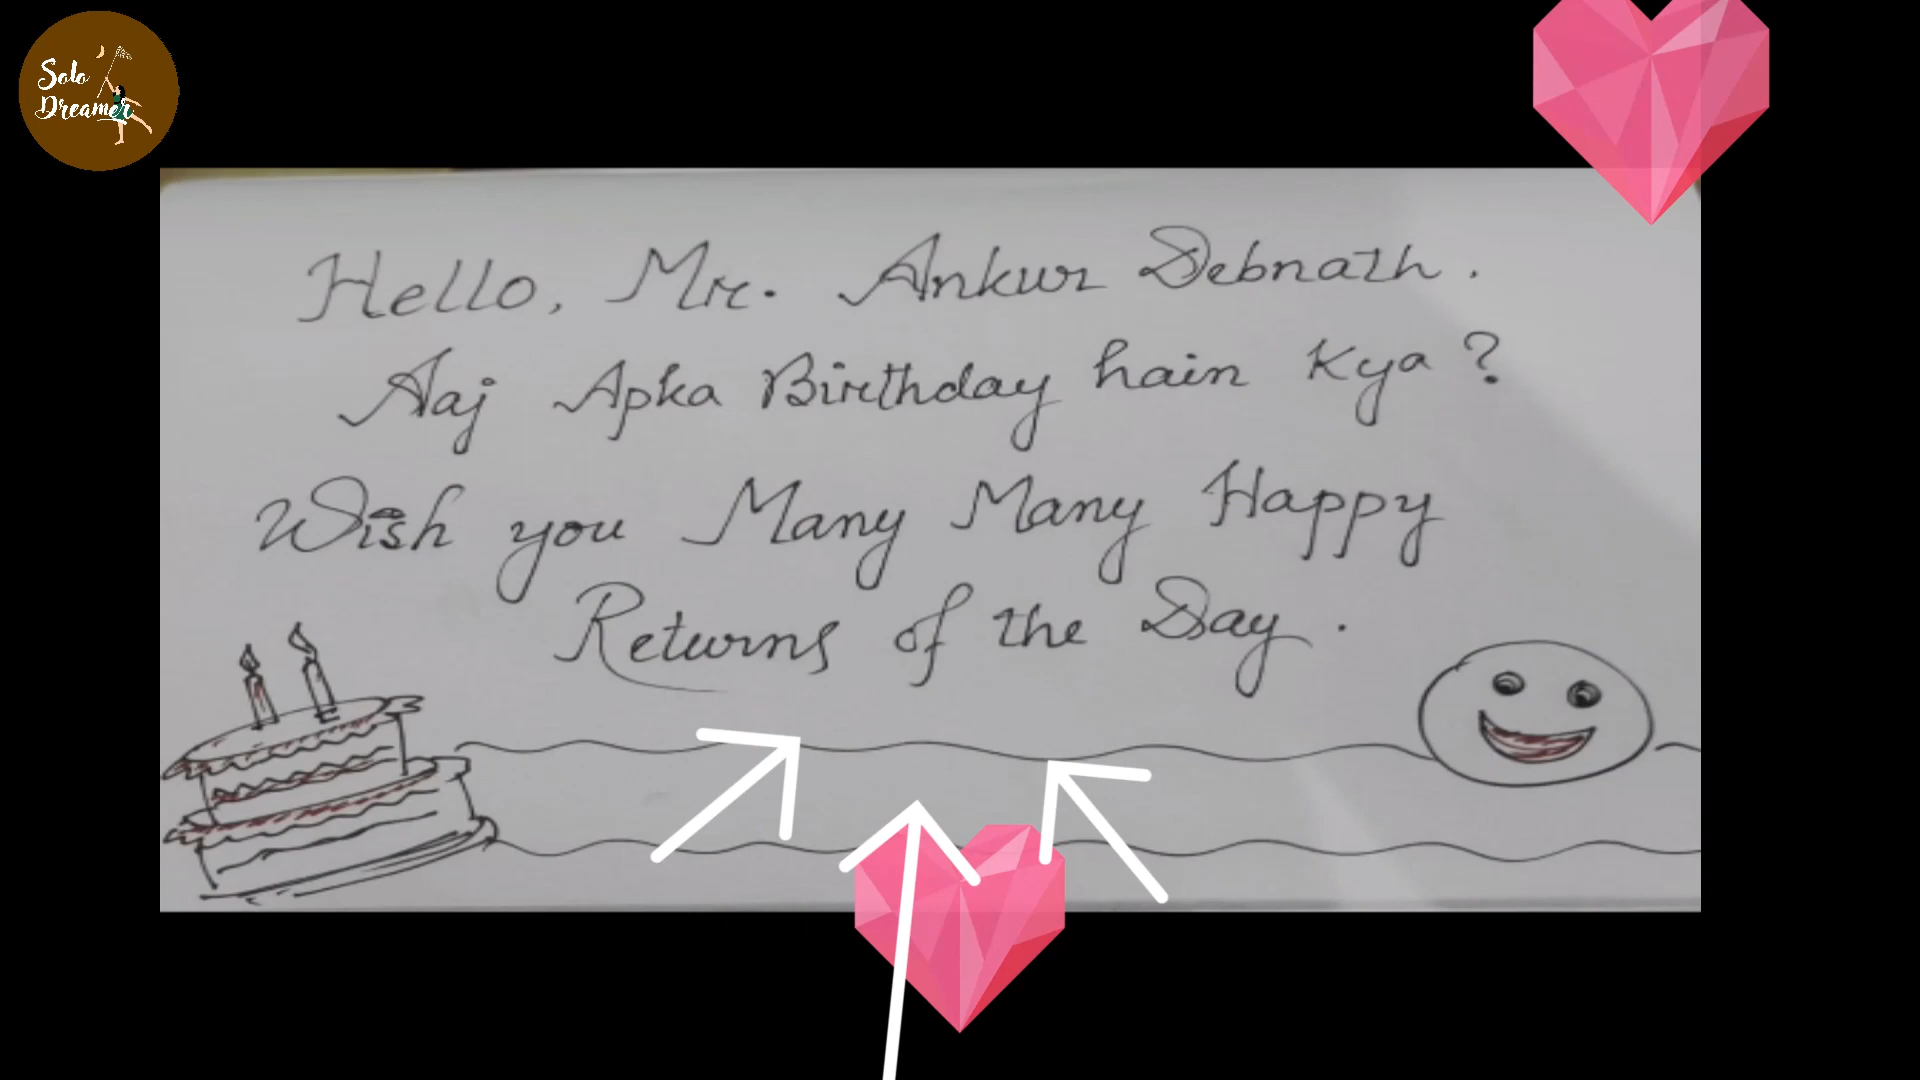 Solo
Dreamer
Hello, Mr. Ankur Debnath.
Aaj Apka Birthday hain Kya ?
Wish you Many Many Happy
Returns of the Day.